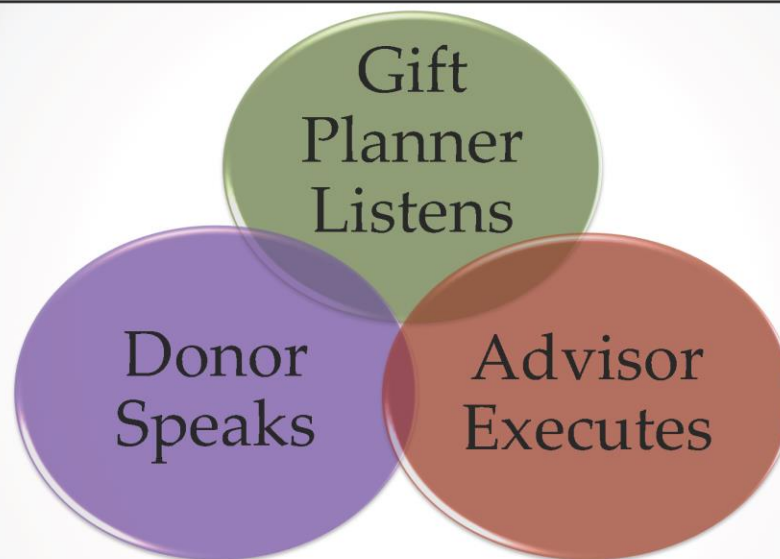 Gift
Planner
Listens
Donor
Speaks
Advisor
Executes